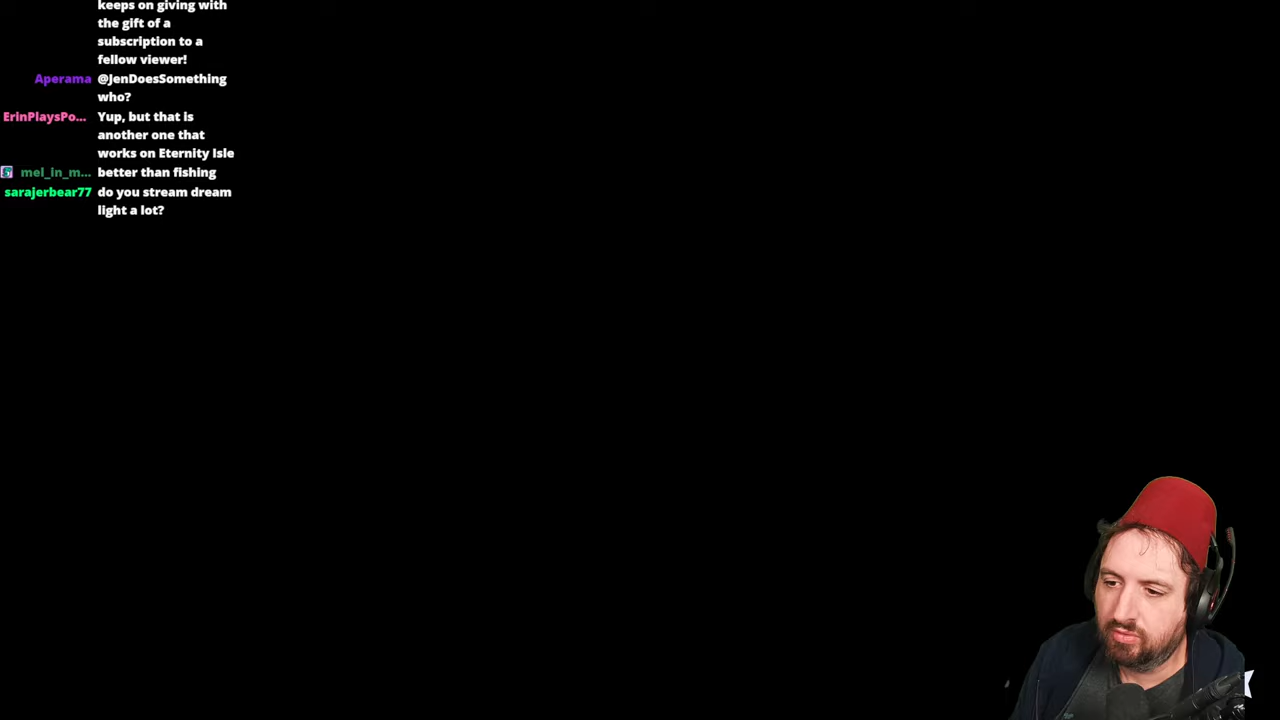 keeps on giving with
the gift of a
subscription to a
fellow viewer!
Aperama @JenDoesSomething
who?
ErinPlaysPo... Yup, but that is
another one that
works on Eternity Isle
mel_in_m... better than fishing
sarajerbear77 do you stream dream
light a lot?